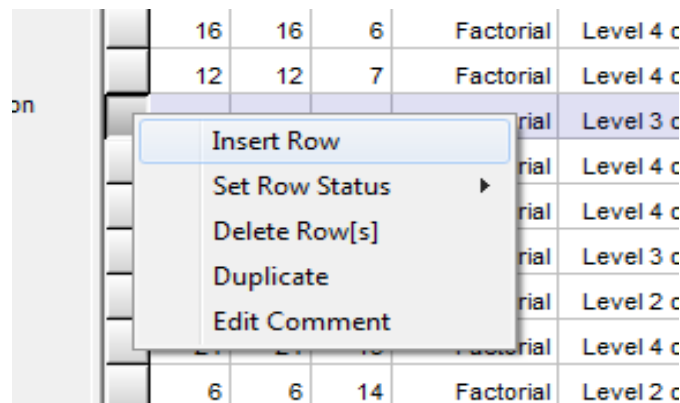 16 16 6 Factorial Level 4 o
12 12 7 Factorial Level 4 o
on
rial Level 3 o
Insert Row
rial Level 4 o
Set Row Status
rial Level 4 o
Delete Row[s]
rial Level 3 o
Duplicate
rial Level 2 o
Edit Comment
rial Level 4 o
6 6 14 Factorial Level 2 o